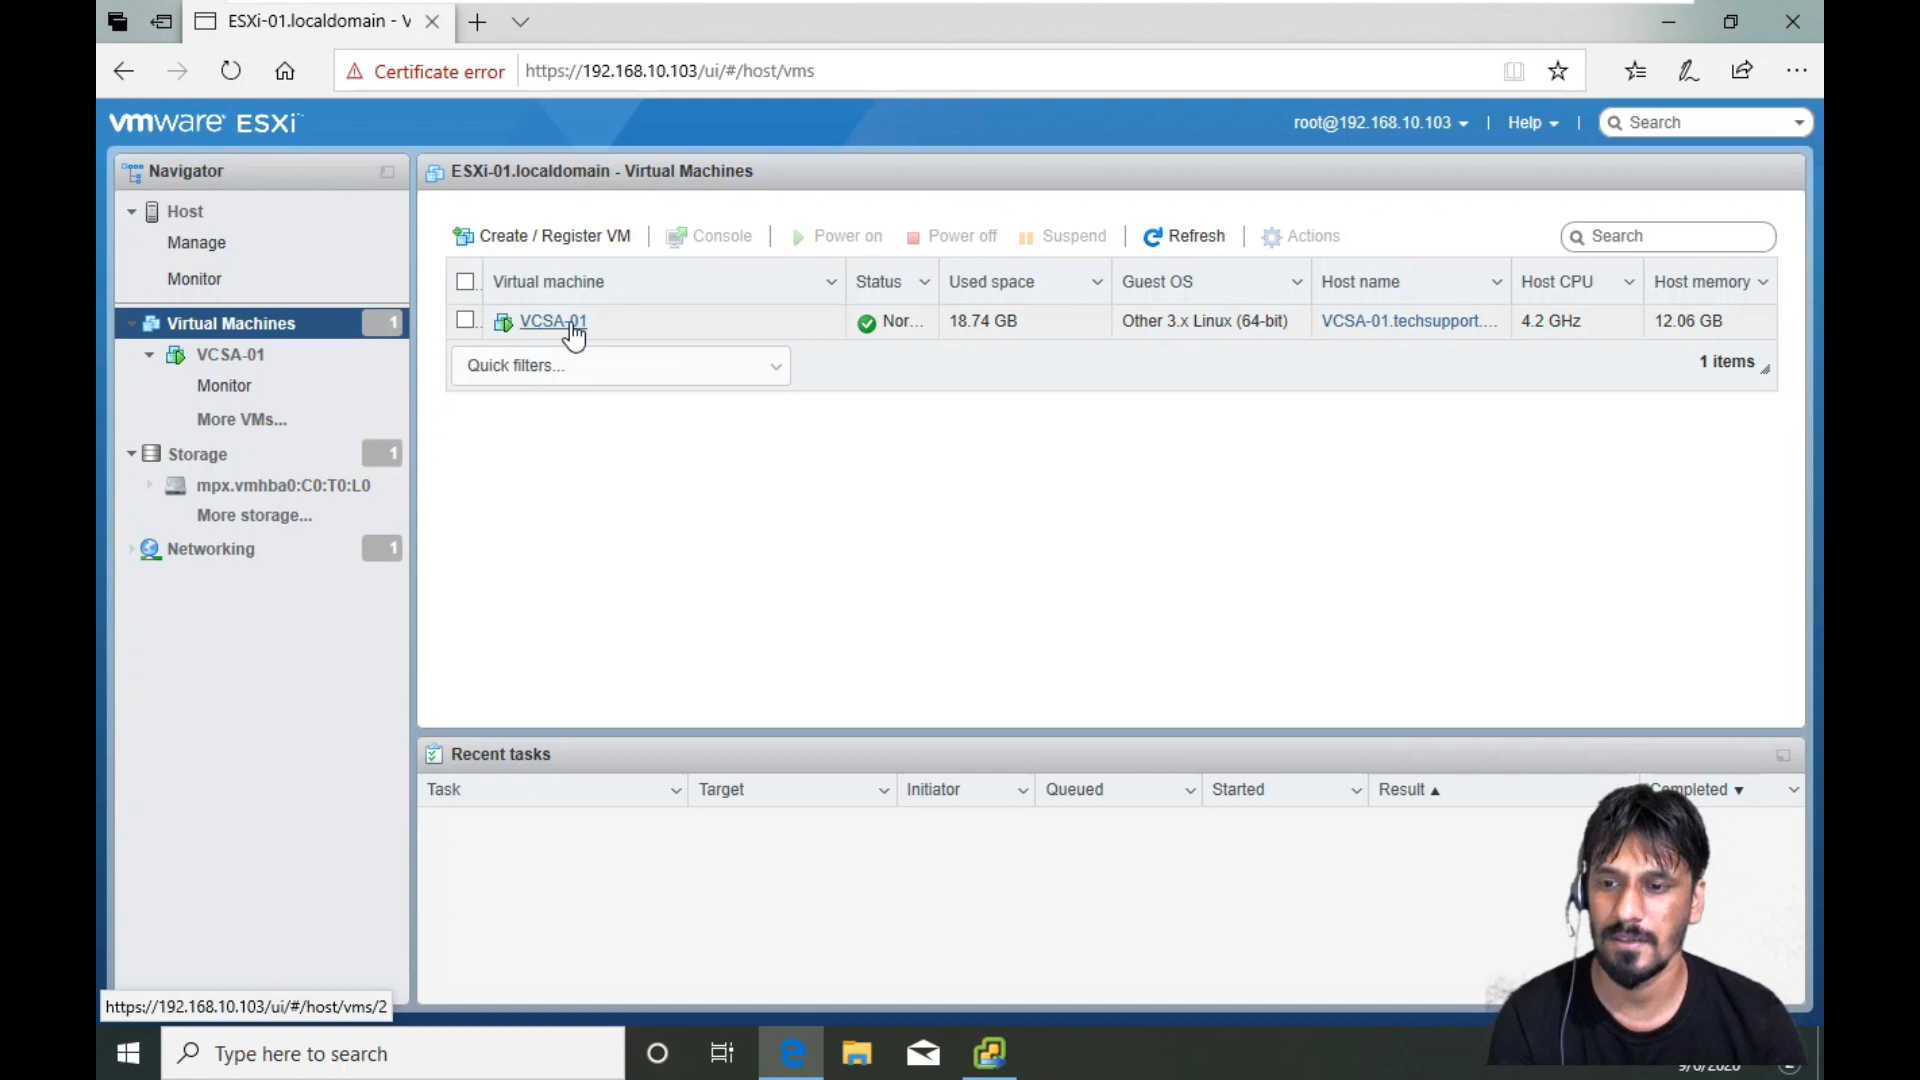 ESXi-01.localdomain - V
Certificate error
https://192.168.10.103/ui/#/host/vms
vmware ESXi
root@192.168.10.103
Help
Search
Navigator
Host
Manage
Monitor
Virtual Machines 1
VCSA-01
Monitor
More VMs...
Storage 1
mpx.vmhba0:C0:T0:L0
More storage...
Networking 1
ESXi-01.localdomain - Virtual Machines
Create / Register VM
Console
Power on
Power off
Suspend
Refresh
Actions
Search
Virtual machine Status Used space Guest OS Host name Host CPU Host memory
VCSA-01 Nor... 18.74 GB Other 3.x Linux (64-bit) VCSA-01.techsupport.... 4.2 GHz 12.06 GB
Quick filters...
1 items
Recent tasks
Task Target Initiator Queued Started Result Completed
https://192.168.10.103/ui/#/host/vms/2
Type here to search